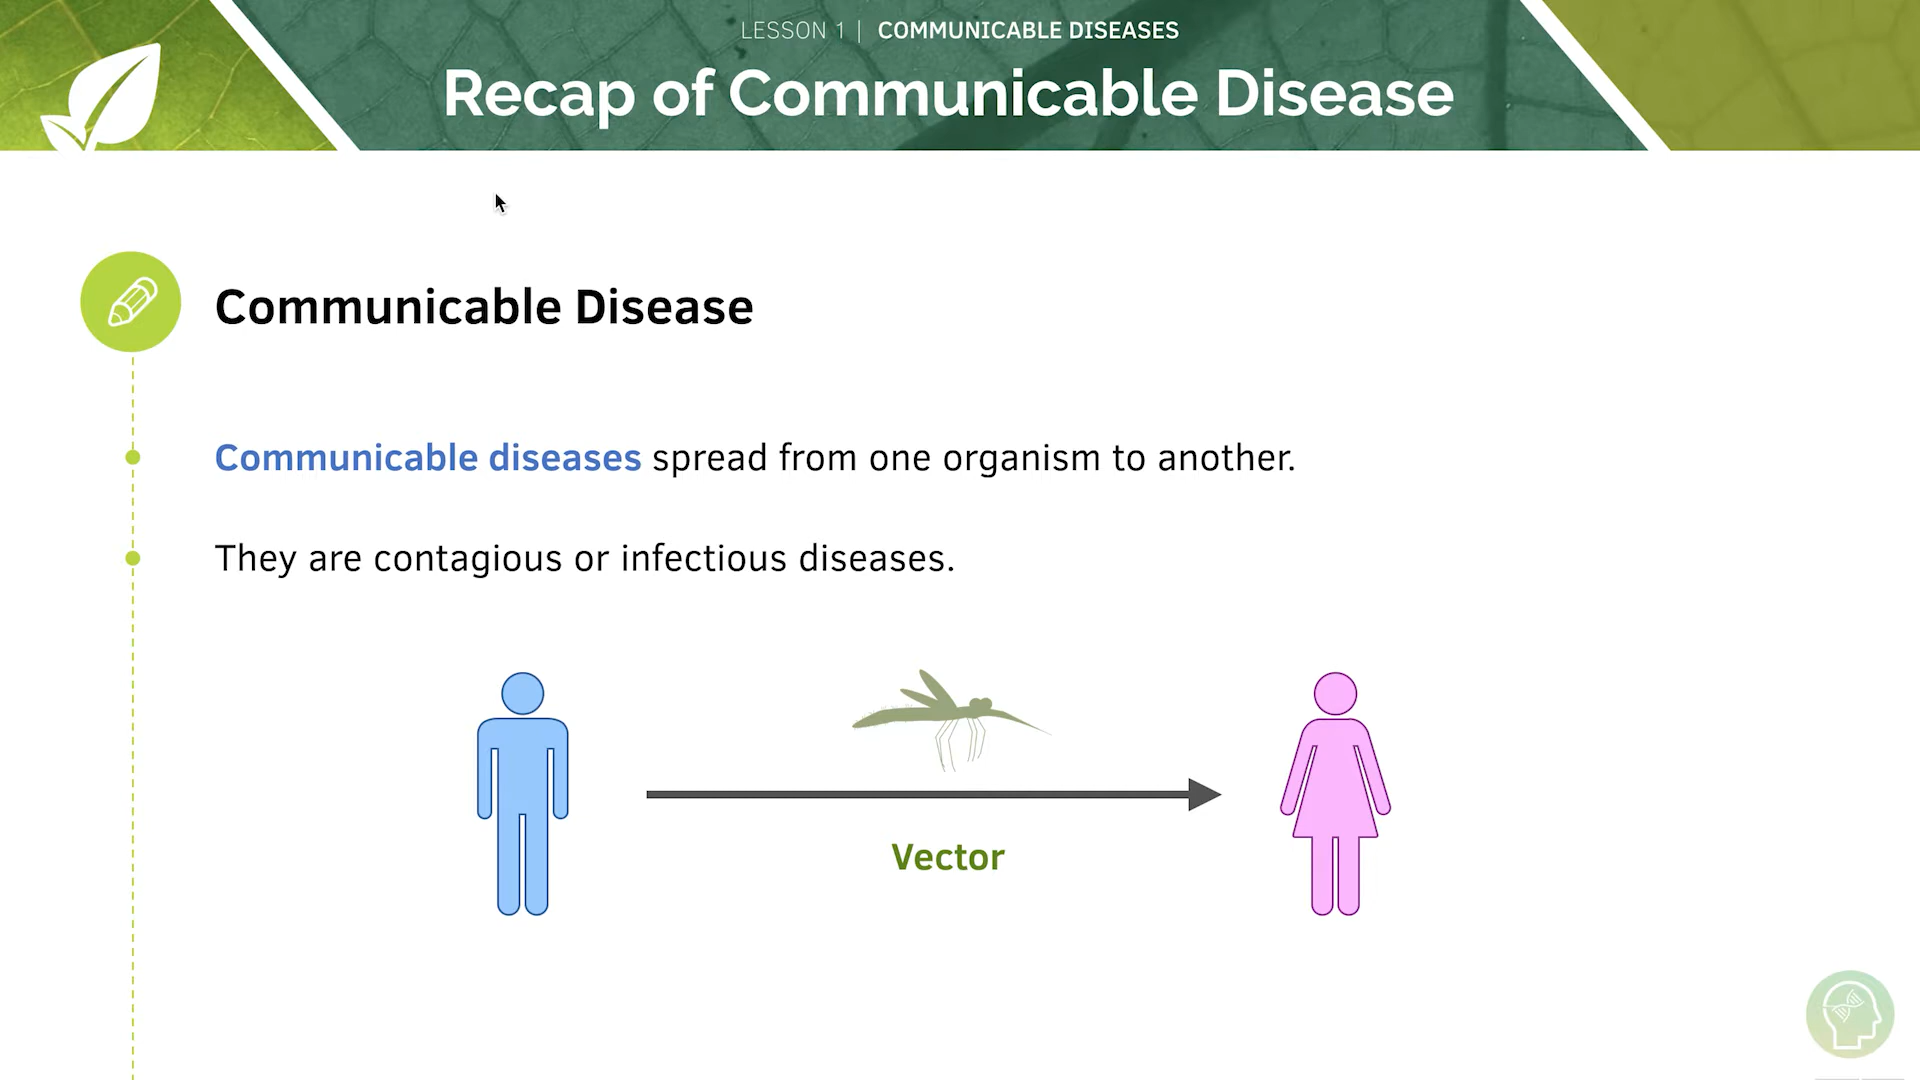 LESSON 1 | COMMUNICABLE DISEASES
Recap of Communicable Disease
Communicable Disease
Communicable diseases spread from one organism to another.
They are contagious or infectious diseases.
Vector